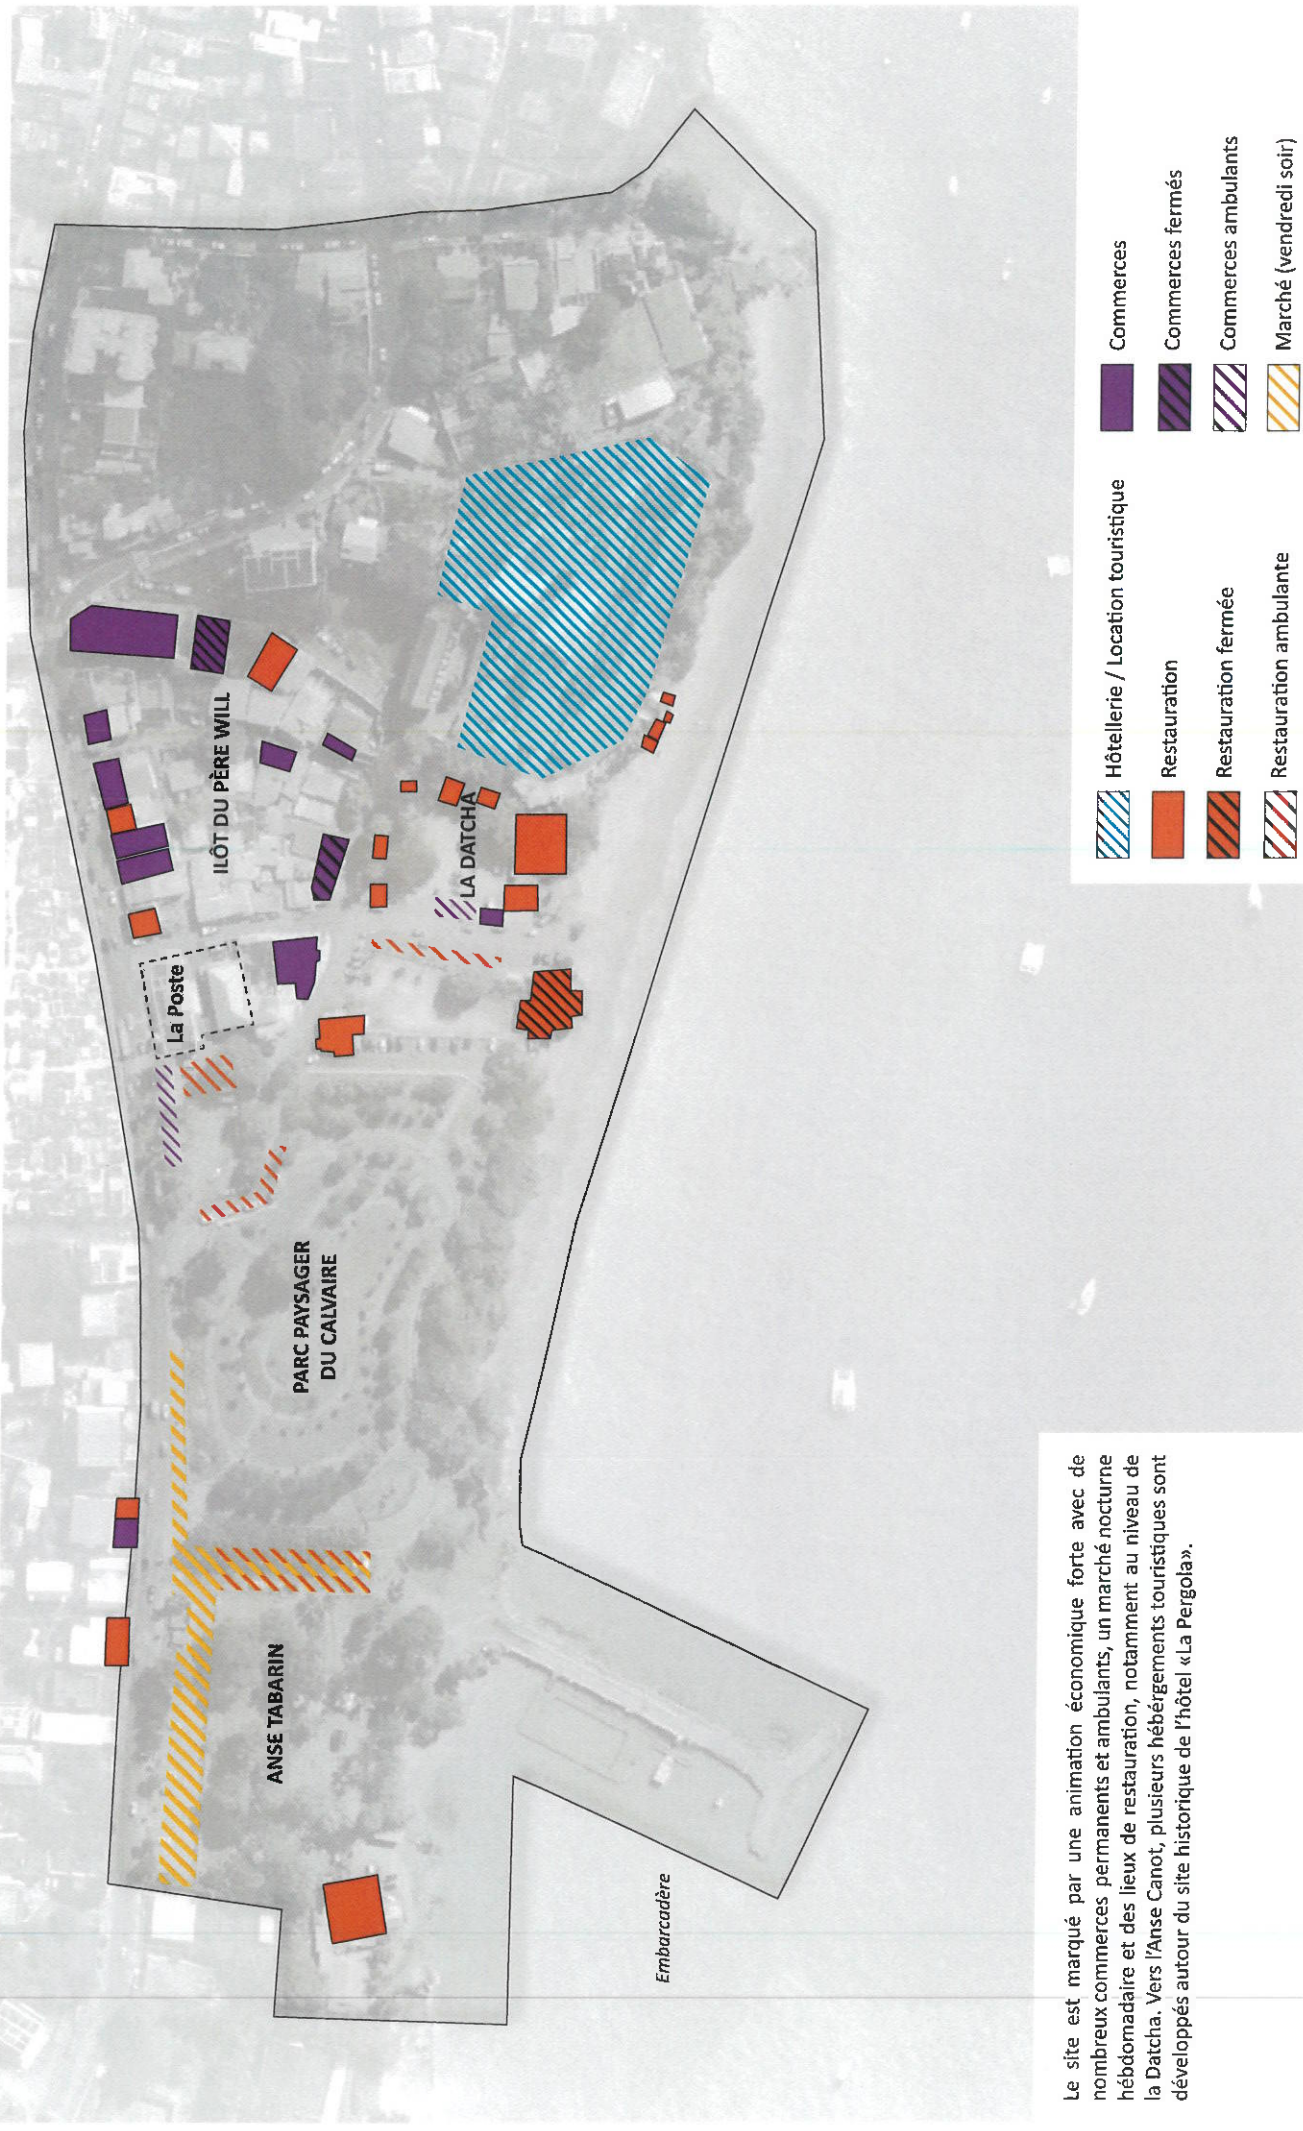 ILÔT DU PÈRE WILL
La Poste
LA DATCHA
PARC PAYSAGER
DU CALVAIRE
ANSE TABARIN
Embarcadère
Le site est marqué par une animation économique forte avec de
nombreux commerces permanents et ambulants, un marché nocturne
hébdomadaire et des lieux de restauration, notamment au niveau de
la Datcha. Vers l'Anse Canot, plusieurs hébérgements touristiques sont
développés autour du site historique de l'hôtel «La Pergola».
Hôtellerie / Location touristique
Restauration
Restauration fermée
Restauration ambulante
Commerces
Commerces fermés
Commerces ambulants
Marché (vendredi soir)